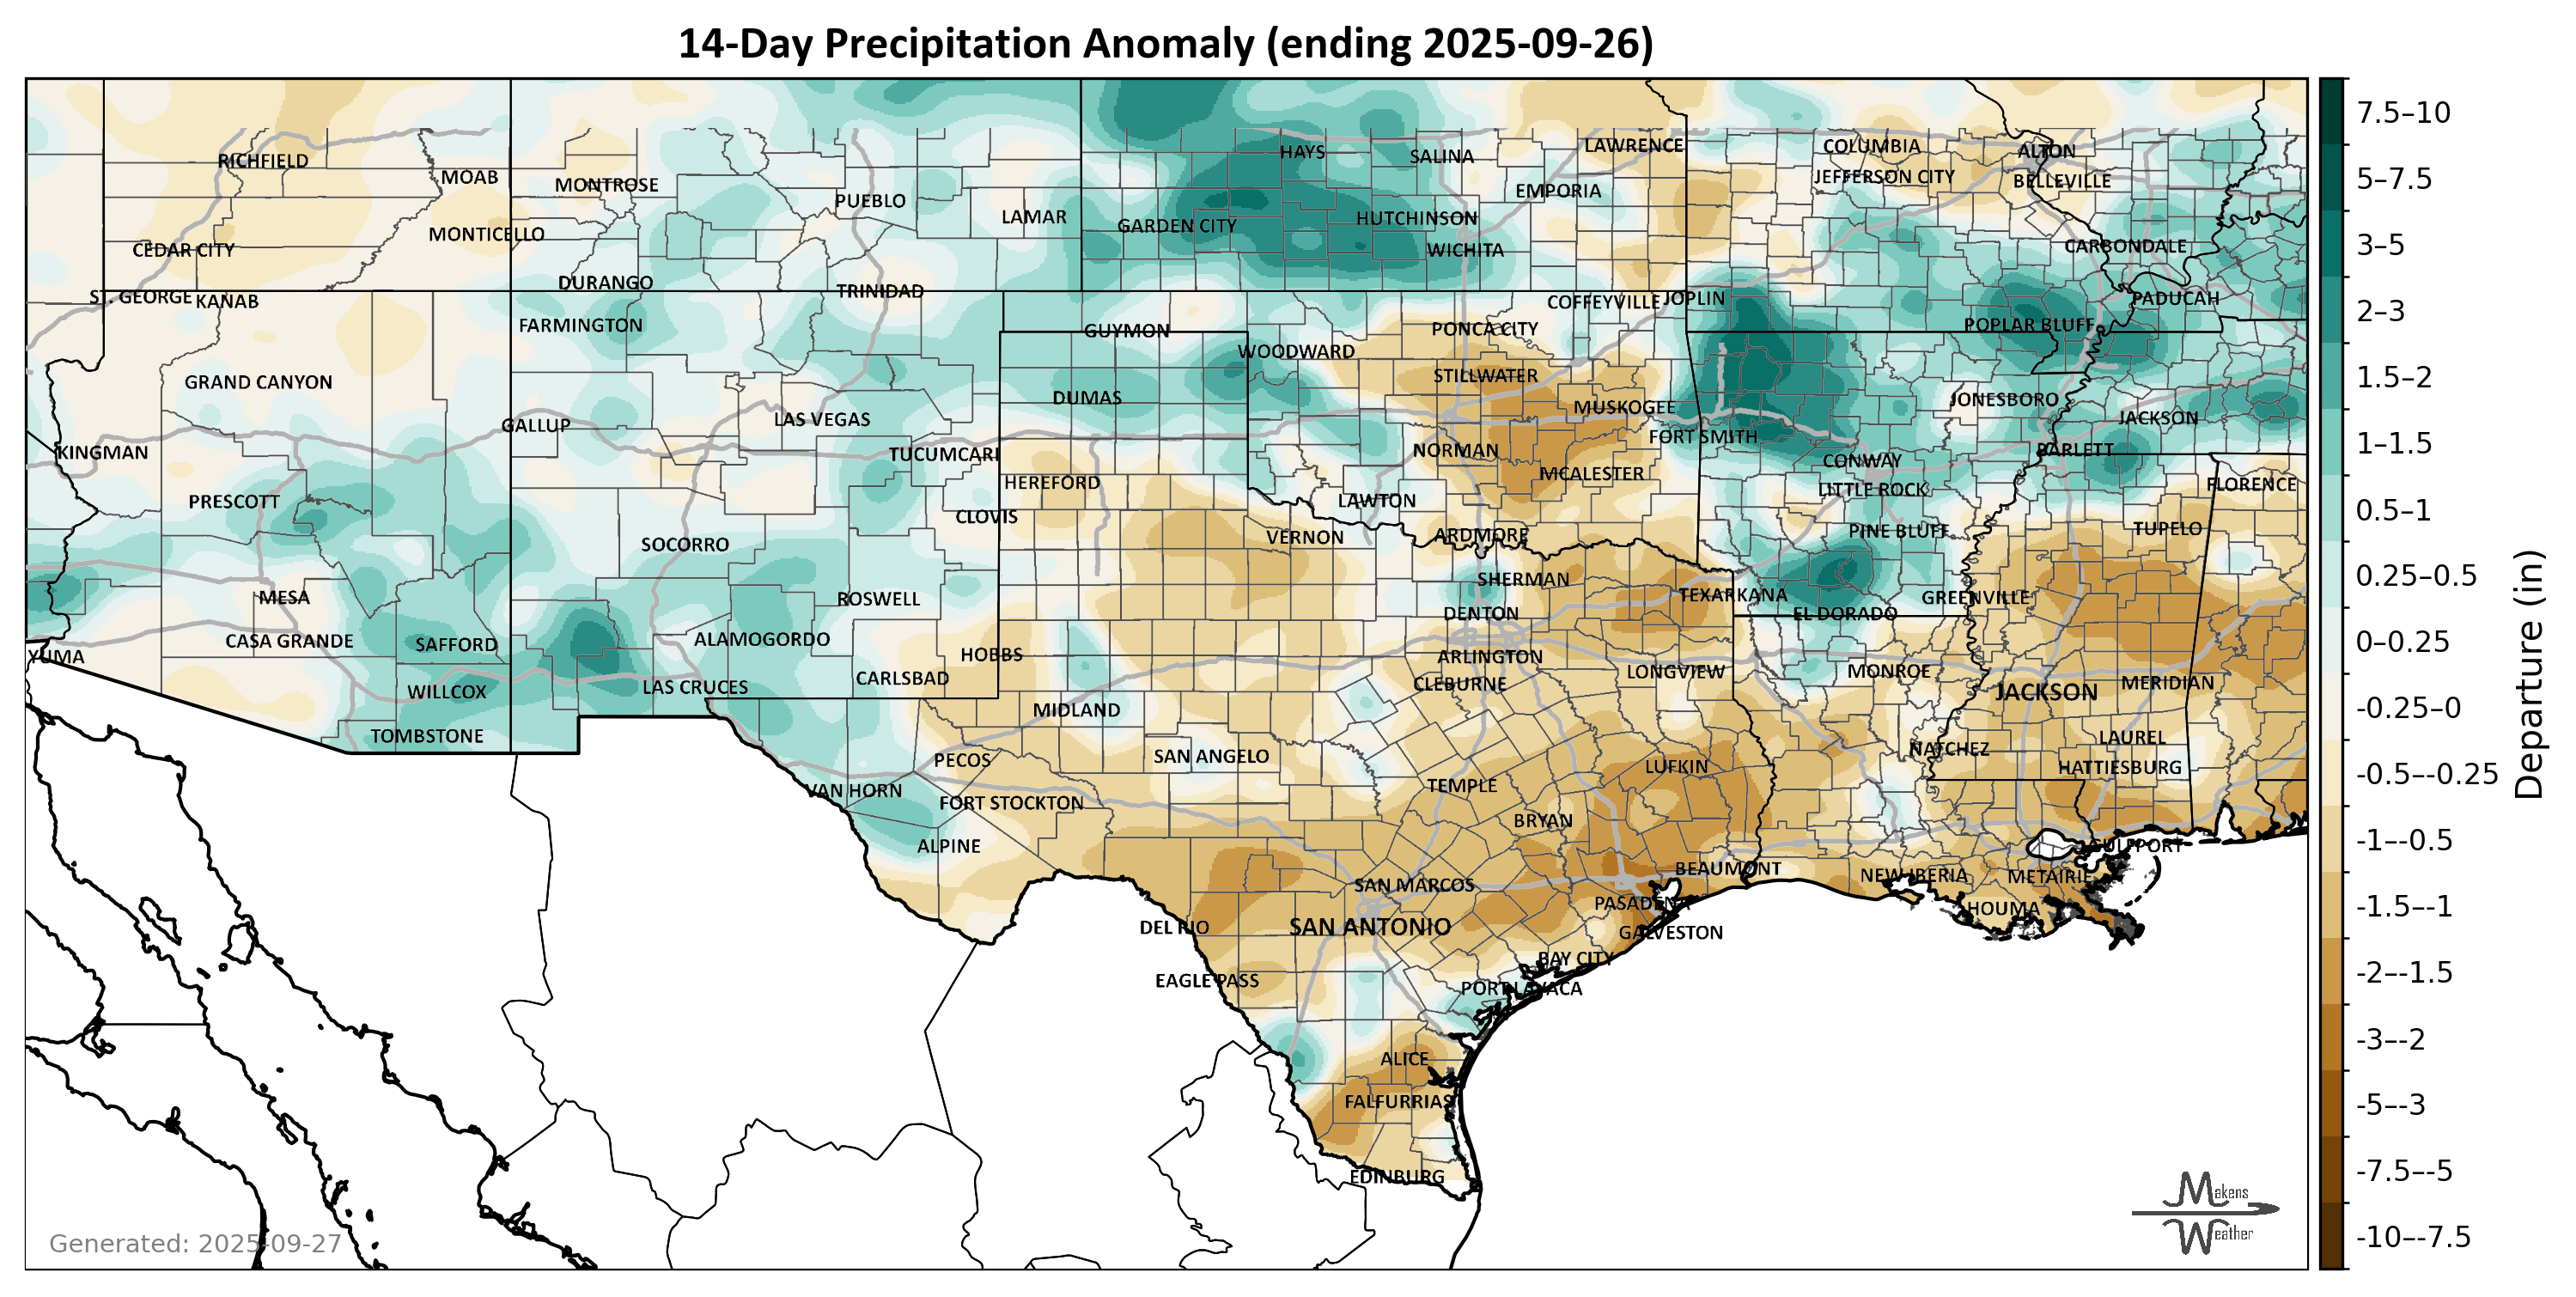 14-Day Precipitation Anomaly (ending 2025-09-26)
HAYS
LAWRENCE
COLUMBIA
ALTON
RICHFIELD
SALINA
MOAB
MONTROSE
EMPORIA
JEFFERSON CITY
BELLEVILLE
PUEBLO
LAMAR
GARDEN CITY
HUTCHINSON
MONTICELLO
CEDAR CITY
WICHITA
CARBONDALE
DURANGO
TRINIDAD
ST. GEORGE
KANAB
COFFEYVILLE
JOPLIN
PADUCAH
FARMINGTON
GUYMON
PONCA CITY
POPLAR BLUFF
WOODWARD
GRAND CANYON
STILLWATER
DUMAS
MUSKOGEE
JONESBORO
GALLUP
LAS VEGAS
JACKSON
KINGMAN
TUCUMCARI
NORMAN
FORT SMITH
BARLETT
CONWAY
HEREFORD
MCALESTER
LITTLE ROCK
FLORENCE
PRESCOTT
CLOVIS
LAWTON
SOCORRO
VERNON
ARDMORE
PINE BLUFF
TUPELO
MESA
ROSWELL
SHERMAN
TEXARKANA
GREENVILLE
CASA GRANDE
SAFFORD
ALAMOGORDO
DENTON
EL DORADO
YUMA
HOBBS
ARLINGTON
WILLCOX
LAS CRUCES
CARLSBAD
CLEBURNE
LONGVIEW
MONROE
JACKSON
MERIDIAN
TOMBSTONE
MIDLAND
PECOS
SAN ANGELO
NATCHEZ
LAUREL
VAN HORN
FORT STOCKTON
TEMPLE
LUFKIN
HATTIESBURG
ALPINE
BRYAN
GULFPORT
SAN MARCOS
BEAUMONT
NEW IBERIA
METAIRIE
DEL RIO
SAN ANTONIO
PASADENA
GALVESTON
HOUMA
EAGLE PASS
BAY CITY
PORT LAVACA
ALICE
FALFURRIAS
EDINBURG
Generated: 2025-09-27
Makens
Weather
7.5–10
5–7.5
3–5
2–3
1.5–2
1–1.5
0.5–1
0.25–0.5
0–0.25
-0.25–0
-0.5–-0.25
-1–-0.5
-1.5–-1
-2–-1.5
-3–-2
-5–-3
-7.5–-5
-10–-7.5
Departure (in)